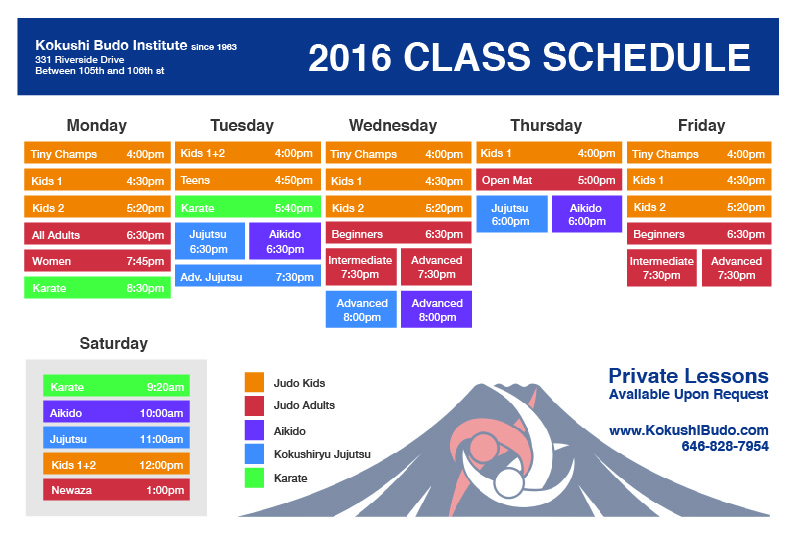 Kokushi Budo Institute since 1963
331 Riverside Drive
Between 105th and 106th st
2016 CLASS SCHEDULE
Monday
Tiny Champs 4:00pm
Kids 1 4:30pm
Kids 2 5:20pm
All Adults 6:30pm
Women 7:45pm
Karate 8:30pm
Tuesday
Kids 1+2 4:00pm
Teens 4:50pm
Karate 5:40pm
Jujutsu
6:30pm
Aikido
6:30pm
Adv. Jujutsu 7:30pm
Wednesday
Tiny Champs 4:00pm
Kids 1 4:30pm
Kids 2 5:20pm
Beginners 6:30pm
Intermediate
7:30pm
Advanced
7:30pm
Advanced
8:00pm
Advanced
8:00pm
Thursday
Kids 1 4:00pm
Open Mat 5:00pm
Jujutsu
6:00pm
Aikido
6:00pm
Friday
Tiny Champs 4:00pm
Kids 1 4:30pm
Kids 2 5:20pm
Beginners 6:30pm
Intermediate
7:30pm
Advanced
7:30pm
Saturday
Karate 9:20am
Aikido 10:00am
Jujutsu 11:00am
Kids 1+2 12:00pm
Newaza 1:00pm
Judo Kids
Judo Adults
Aikido
Kokushiryu Jujutsu
Karate
Private Lessons
Available Upon Request
www.KokushiBudo.com
646-828-7954